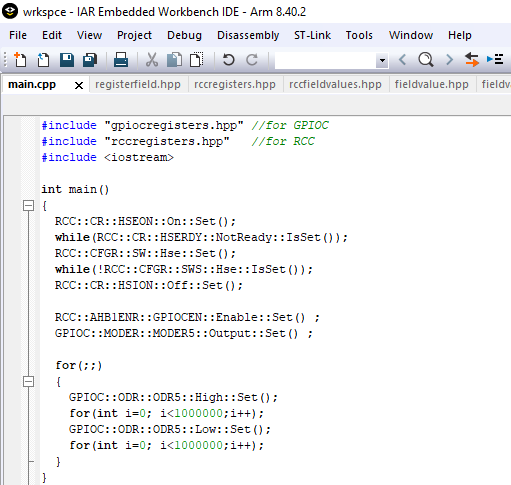 wrkspce - IAR Embedded Workbench IDE - Arm 8.40.2
File Edit View Project Debug Disassembly ST-Link Tools Window Help
main.cpp registerfield.hpp rccregisters.hpp rccfieldvalues.hpp fieldvalue.hpp fieldv
#include "gpiocregisters.hpp" //for GPIOC
#include "rccregisters.hpp" //for RCC
#include <iostream>
int main()
{
RCC::CR::HSEON::On::Set();
while(RCC::CR::HSERDY::NotReady::IsSet());
RCC::CFGR::SW::Hse::Set();
while(!RCC::CFGR::SWS::Hse::IsSet());
RCC::CR::HSION::Off::Set();
RCC::AHB1ENR::GPIOCEN::Enable::Set() ;
GPIOC::MODER::MODER5::Output::Set() ;
for(;;)
{
GPIOC::ODR::ODR5::High::Set();
for(int i=0; i<1000000;i++);
GPIOC::ODR::ODR5::Low::Set();
for(int i=0; i<1000000;i++);
}
}